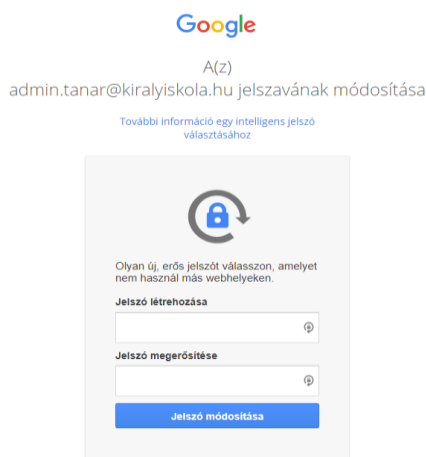 Google
A(z)
admin.tanar@kiralyiskola.hu jelszavának módosítása
További információ egy intelligens jelszó
választásához
Olyan új, erős jelszót válasszon, amelyet
nem használ más webhelyeken.
Jelszó létrehozása
Jelszó megerősítése
Jelszó módosítása